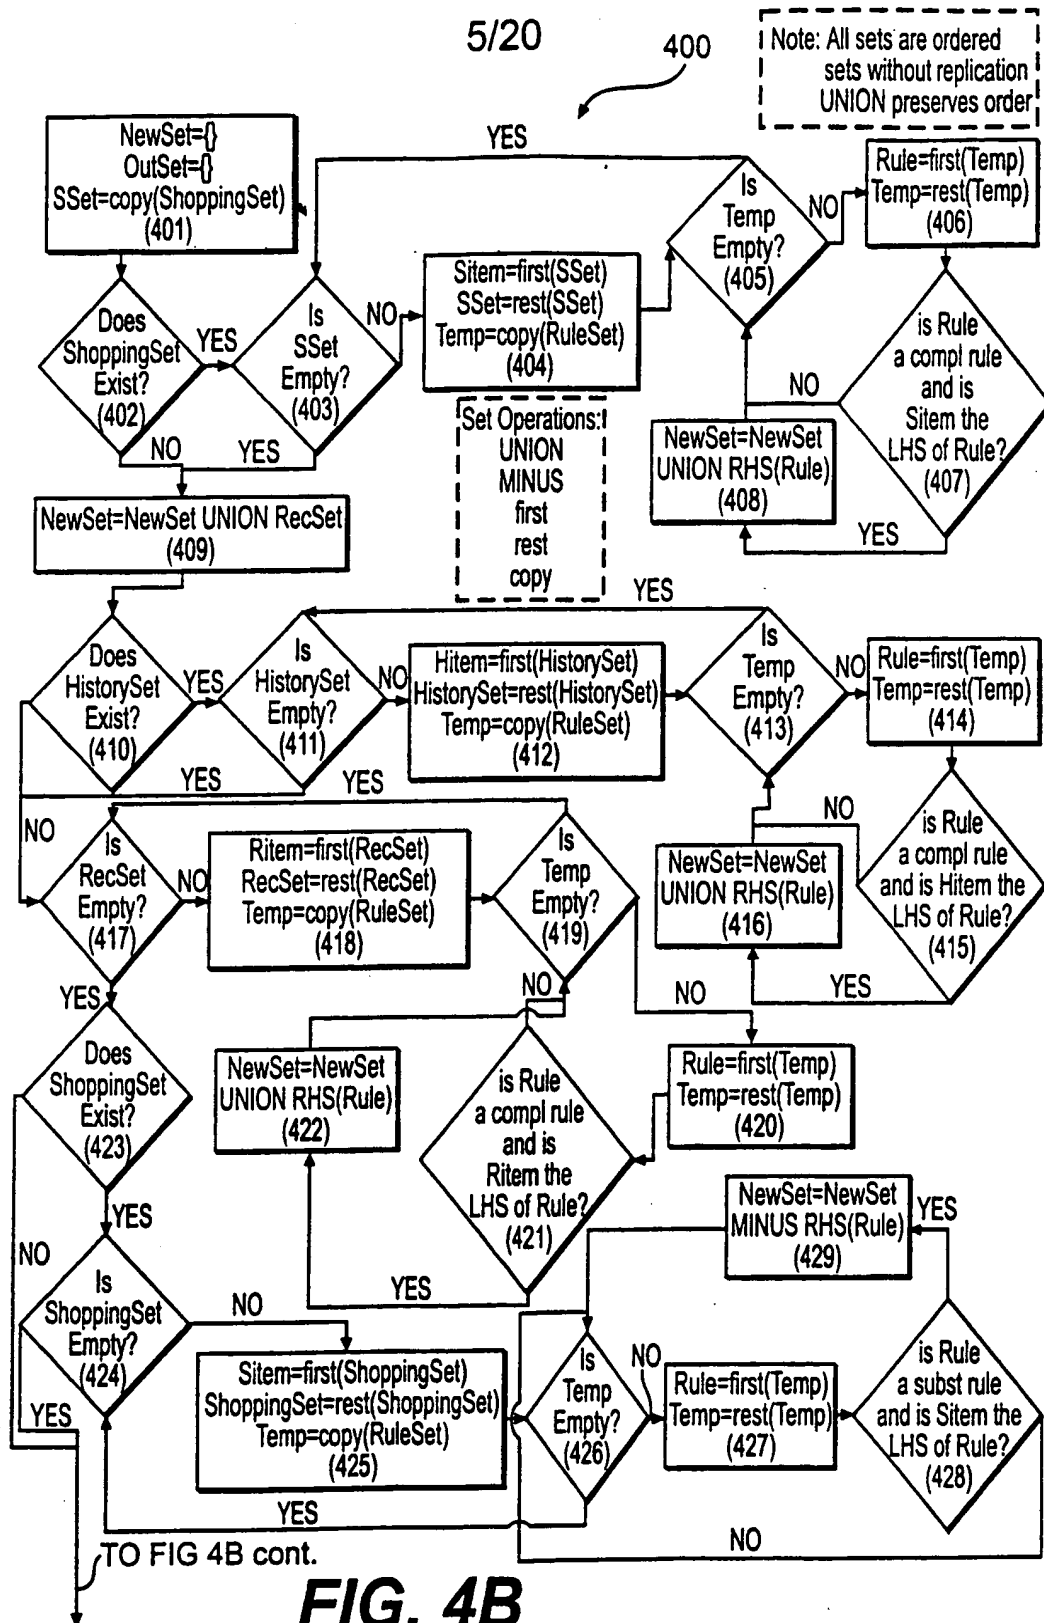 5/20
400
Note: All sets are ordered
sets without replication
UNION preserves order
NewSet={}
OutSet={}
SSet=copy(ShoppingSet)
(401)
YES
Is
Temp
Empty?
(405)
NO
Rule=first(Temp)
Temp=rest(Temp)
(406)
Does
ShoppingSet
Exist?
(402)
YES
NO
Is
SSet
Empty?
(403)
NO
YES
Sitem=first(SSet)
SSet=rest(SSet)
Temp=copy(RuleSet)
(404)
is Rule
a compl rule
and is
Sitem the
LHS of Rule?
(407)
NO
YES
NewSet=NewSet
UNION RHS(Rule)
(408)
Set Operations:
UNION
MINUS
first
rest
copy
NewSet=NewSet UNION RecSet
(409)
YES
Does
HistorySet
Exist?
(410)
YES
Is
HistorySet
Empty?
(411)
NO
Hitem=first(HistorySet)
HistorySet=rest(HistorySet)
Temp=copy(RuleSet)
(412)
Is
Temp
Empty?
(413)
NO
Rule=first(Temp)
Temp=rest(Temp)
(414)
YES
YES
NO
Is
RecSet
Empty?
(417)
NO
Ritem=first(RecSet)
RecSet=rest(RecSet)
Temp=copy(RuleSet)
(418)
Is
Temp
Empty?
(419)
NewSet=NewSet
UNION RHS(Rule)
(416)
NO
is Rule
a compl rule
and is Hitem the
LHS of Rule?
(415)
YES
YES
NO
NO
Does
ShoppingSet
Exist?
(423)
NewSet=NewSet
UNION RHS(Rule)
(422)
is Rule
a compl rule
and is
Ritem the
LHS of Rule?
(421)
Rule=first(Temp)
Temp=rest(Temp)
(420)
YES
NO
YES
NewSet=NewSet
MINUS RHS(Rule)
(429)
YES
Is
ShoppingSet
Empty?
(424)
NO
YES
Sitem=first(ShoppingSet)
ShoppingSet=rest(ShoppingSet)
Temp=copy(RuleSet)
(425)
Is
Temp
Empty?
(426)
NO
Rule=first(Temp)
Temp=rest(Temp)
(427)
is Rule
a subst rule
and is Sitem the
LHS of Rule?
(428)
YES
NO
TO FIG 4B cont.
FIG. 4B